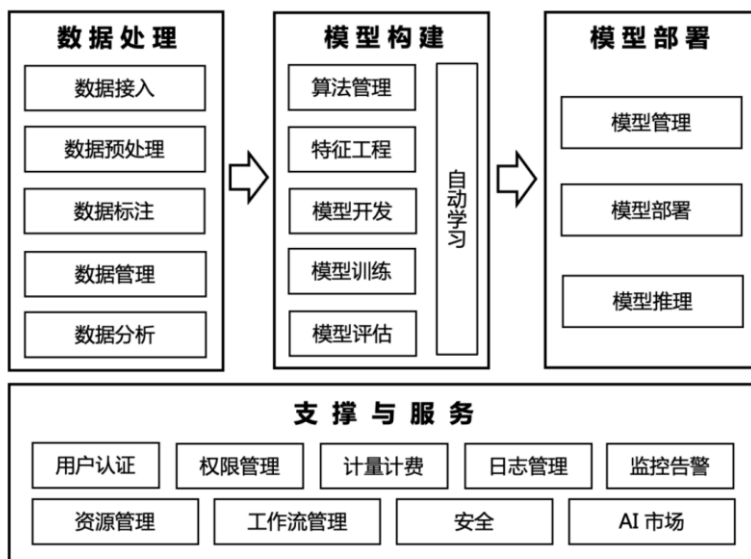 数据处理
数据接入
数据预处理
数据标注
数据管理
数据分析
模型构建
算法管理
特征工程
模型开发
模型训练
模型评估
自动学习
模型部署
模型管理
模型部署
模型推理
支撑与服务
用户认证
权限管理
计量计费
日志管理
监控告警
资源管理
工作流管理
安全
AI 市场